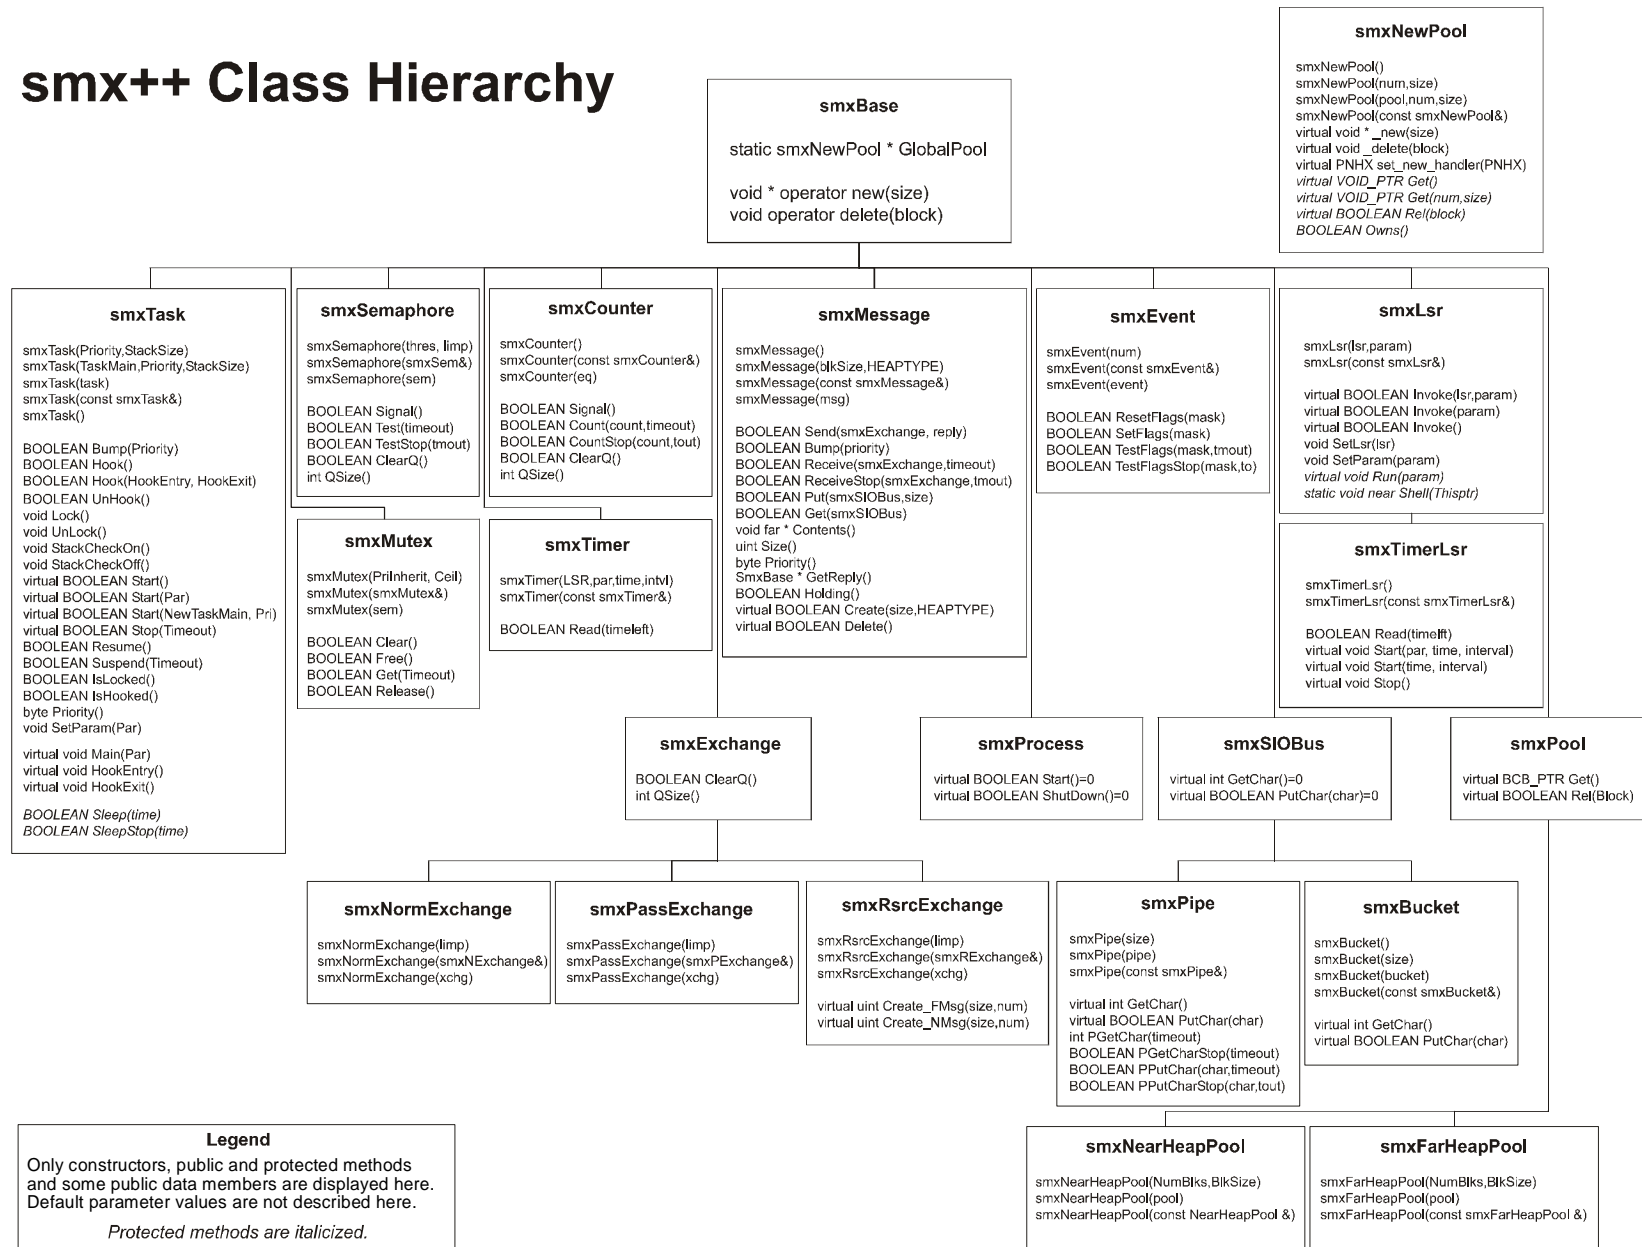 smx++ Class Hierarchy
smxBase
static smxNewPool * GlobalPool
void * operator new(size)
void operator delete(block)
smxNewPool
smxNewPool()
smxNewPool(num,size)
smxNewPool(pool,num,size)
smxNewPool(const smxNewPool&)
virtual void * _new(size)
virtual void _delete(block)
virtual PNHX set_new_handler(PNHX)
virtual VOID_PTR Get()
virtual VOID_PTR Get(num,size)
virtual BOOLEAN Rel(block)
BOOLEAN Owns()
smxTask
smxTask(Priority,StackSize)
smxTask(TaskMain,Priority,StackSize)
smxTask(task)
smxTask(const smxTask&)
smxTask()
BOOLEAN Bump(Priority)
BOOLEAN Hook()
BOOLEAN Hook(HookEntry, HookExit)
BOOLEAN UnHook()
void Lock()
void UnLock()
void StackCheckOn()
void StackCheckOff()
virtual BOOLEAN Start()
virtual BOOLEAN Start(Par)
virtual BOOLEAN Start(NewTaskMain, Pri)
virtual BOOLEAN Stop(Timeout)
BOOLEAN Resume()
BOOLEAN Suspend(Timeout)
BOOLEAN IsLocked()
BOOLEAN IsHooked()
byte Priority()
void SetParam(Par)
virtual void Main(Par)
virtual void HookEntry()
virtual void HookExit()
BOOLEAN Sleep(time)
BOOLEAN SleepStop(time)
smxSemaphore
smxSemaphore(thres, limp)
smxSemaphore(smxSem&)
smxSemaphore(sem)
BOOLEAN Signal()
BOOLEAN Test(timeout)
BOOLEAN TestStop(tmout)
BOOLEAN ClearQ()
int QSize()
smxCounter
smxCounter()
smxCounter(const smxCounter&)
smxCounter(eq)
BOOLEAN Signal()
BOOLEAN Count(count,timeout)
BOOLEAN CountStop(count,tout)
BOOLEAN ClearQ()
int QSize()
smxMessage
smxMessage()
smxMessage(blkSize,HEAPTYPE)
smxMessage(const smxMessage&)
smxMessage(msg)
BOOLEAN Send(smxExchange, reply)
BOOLEAN Bump(priority)
BOOLEAN Receive(smxExchange,timeout)
BOOLEAN ReceiveStop(smxExchange,tmout)
BOOLEAN Put(smxSIOBus,size)
BOOLEAN Get(smxSIOBus)
void far * Contents()
uint Size()
byte Priority()
SmxBase * GetReply()
BOOLEAN Holding()
virtual BOOLEAN Create(size,HEAPTYPE)
virtual BOOLEAN Delete()
smxEvent
smxEvent(num)
smxEvent(const smxEvent&)
smxEvent(event)
BOOLEAN ResetFlags(mask)
BOOLEAN SetFlags(mask)
BOOLEAN TestFlags(mask,tmout)
BOOLEAN TestFlagsStop(mask,to)
smxLsr
smxLsr(lsr,param)
smxLsr(const smxLsr&)
virtual BOOLEAN Invoke(lsr,param)
virtual BOOLEAN Invoke(param)
virtual BOOLEAN Invoke()
void SetLsr(lsr)
void SetParam(param)
virtual void Run(param)
static void near Shell(Thisptr)
smxMutex
smxMutex(PriInherit, Ceil)
smxMutex(smxMutex&)
smxMutex(sem)
BOOLEAN Clear()
BOOLEAN Free()
BOOLEAN Get(Timeout)
BOOLEAN Release()
smxTimer
smxTimer(LSR,par,time,intvl)
smxTimer(const smxTimer&)
BOOLEAN Read(timeleft)
smxTimerLsr
smxTimerLsr()
smxTimerLsr(const smxTimerLsr&)
BOOLEAN Read(timelft)
virtual void Start(par, time, interval)
virtual void Start(time, interval)
virtual void Stop()
smxExchange
BOOLEAN ClearQ()
int QSize()
smxProcess
virtual BOOLEAN Start()=0
virtual BOOLEAN ShutDown()=0
smxSIOBus
virtual int GetChar()=0
virtual BOOLEAN PutChar(char)=0
smxPool
virtual BCB_PTR Get()
virtual BOOLEAN Rel(Block)
smxNormExchange
smxNormExchange(limp)
smxNormExchange(smxNExchange&)
smxNormExchange(xchg)
smxPassExchange
smxPassExchange(limp)
smxPassExchange(smxPExchange&)
smxPassExchange(xchg)
smxRsrcExchange
smxRsrcExchange(limp)
smxRsrcExchange(smxRExchange&)
smxRsrcExchange(xchg)
virtual uint Create_FMsg(size,num)
virtual uint Create_NMsg(size,num)
smxPipe
smxPipe(size)
smxPipe(pipe)
smxPipe(const smxPipe&)
virtual int GetChar()
virtual BOOLEAN PutChar(char)
int PGetChar(timeout)
BOOLEAN PGetCharStop(timeout)
BOOLEAN PPutChar(char,timeout)
BOOLEAN PPutCharStop(char,tout)
smxBucket
smxBucket()
smxBucket(size)
smxBucket(bucket)
smxBucket(const smxBucket&)
virtual int GetChar()
virtual BOOLEAN PutChar(char)
Legend
Only constructors, public and protected methods
and some public data members are displayed here.
Default parameter values are not described here.
Protected methods are italicized.
smxNearHeapPool
smxNearHeapPool(NumBlks,BlkSize)
smxNearHeapPool(pool)
smxNearHeapPool(const NearHeapPool &)
smxFarHeapPool
smxFarHeapPool(NumBlks,BlkSize)
smxFarHeapPool(pool)
smxFarHeapPool(const smxFarHeapPool &)